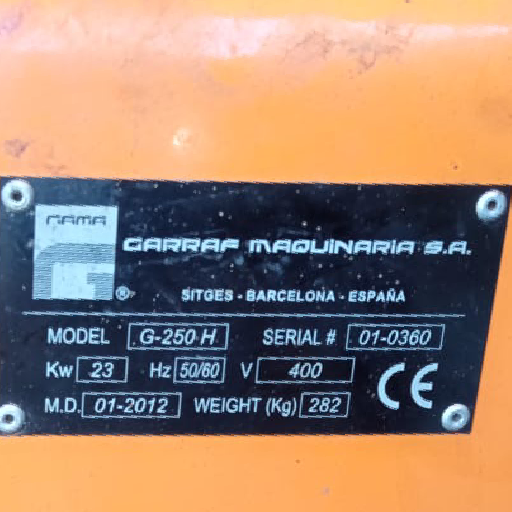 GAMA
GARRAF MAQUINARIA S.A.
G ®
SITGES - BARCELONA - ESPAÑA
MODEL G-250 H SERIAL # 01-0360
Kw 23 Hz 50/60 V 400
M.D. 01-2012 WEIGHT (Kg) 282 CE